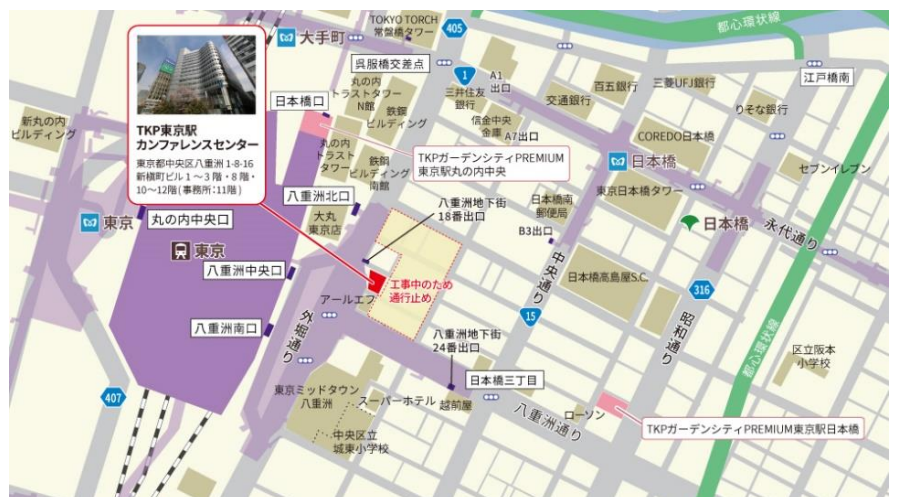 TOKYO TORCH
常盤橋タワー
405
都心環状線
大手町
呉服橋交差点
1
A1
出口
三井住友
銀行
交通銀行
百五銀行
三菱UFJ銀行
江戸橋南
りそな銀行
丸の内
トラストタワー
N館
日本橋口
鉄鋼
ビルディング
信金中央
金庫
A7出口
COREDO日本橋
新丸の内
ビルディング
TKP東京駅
カンファレンスセンター
東京都中央区八重洲 1-8-16
新槇町ビル 1~3 階・8 階・
10~12階(事務所:11階)
丸の内
トラスト
タワー
鉄鋼
ビルディング
南館
TKPガーデンシティPREMIUM
東京駅丸の内中央
日本橋
セブンイレブン
東京日本橋タワー
八重洲北口
八重洲地下街
18番出口
日本橋南
郵便局
B3出口
大丸
東京店
東京
丸の内中央口
東京
日本橋
永代通り
八重洲中央口
工事中のため
通行止め
中央通り
日本橋髙島屋S.C.
316
アールエフ
昭和通り
15
八重洲南口
外堀通り
八重洲地下街
24番出口
都心環状線
区立阪本
小学校
日本橋三丁目
407
東京ミッドタウン
八重洲
スーパーホテル
越前屋
八重洲通り
ローソン
TKPガーデンシティPREMIUM東京駅日本橋
中央区立
城東小学校